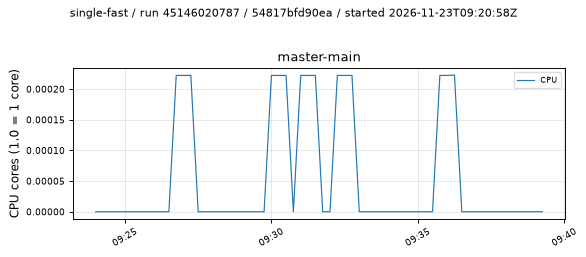 single-fast / run 45146020787 / 54817bfd90ea / started 2026-11-23T09:20:58Z
master-main
CPU cores (1.0 = 1 core)
CPU
0.00020
0.00015
0.00010
0.00005
0.00000
09:25
09:30
09:35
09:40